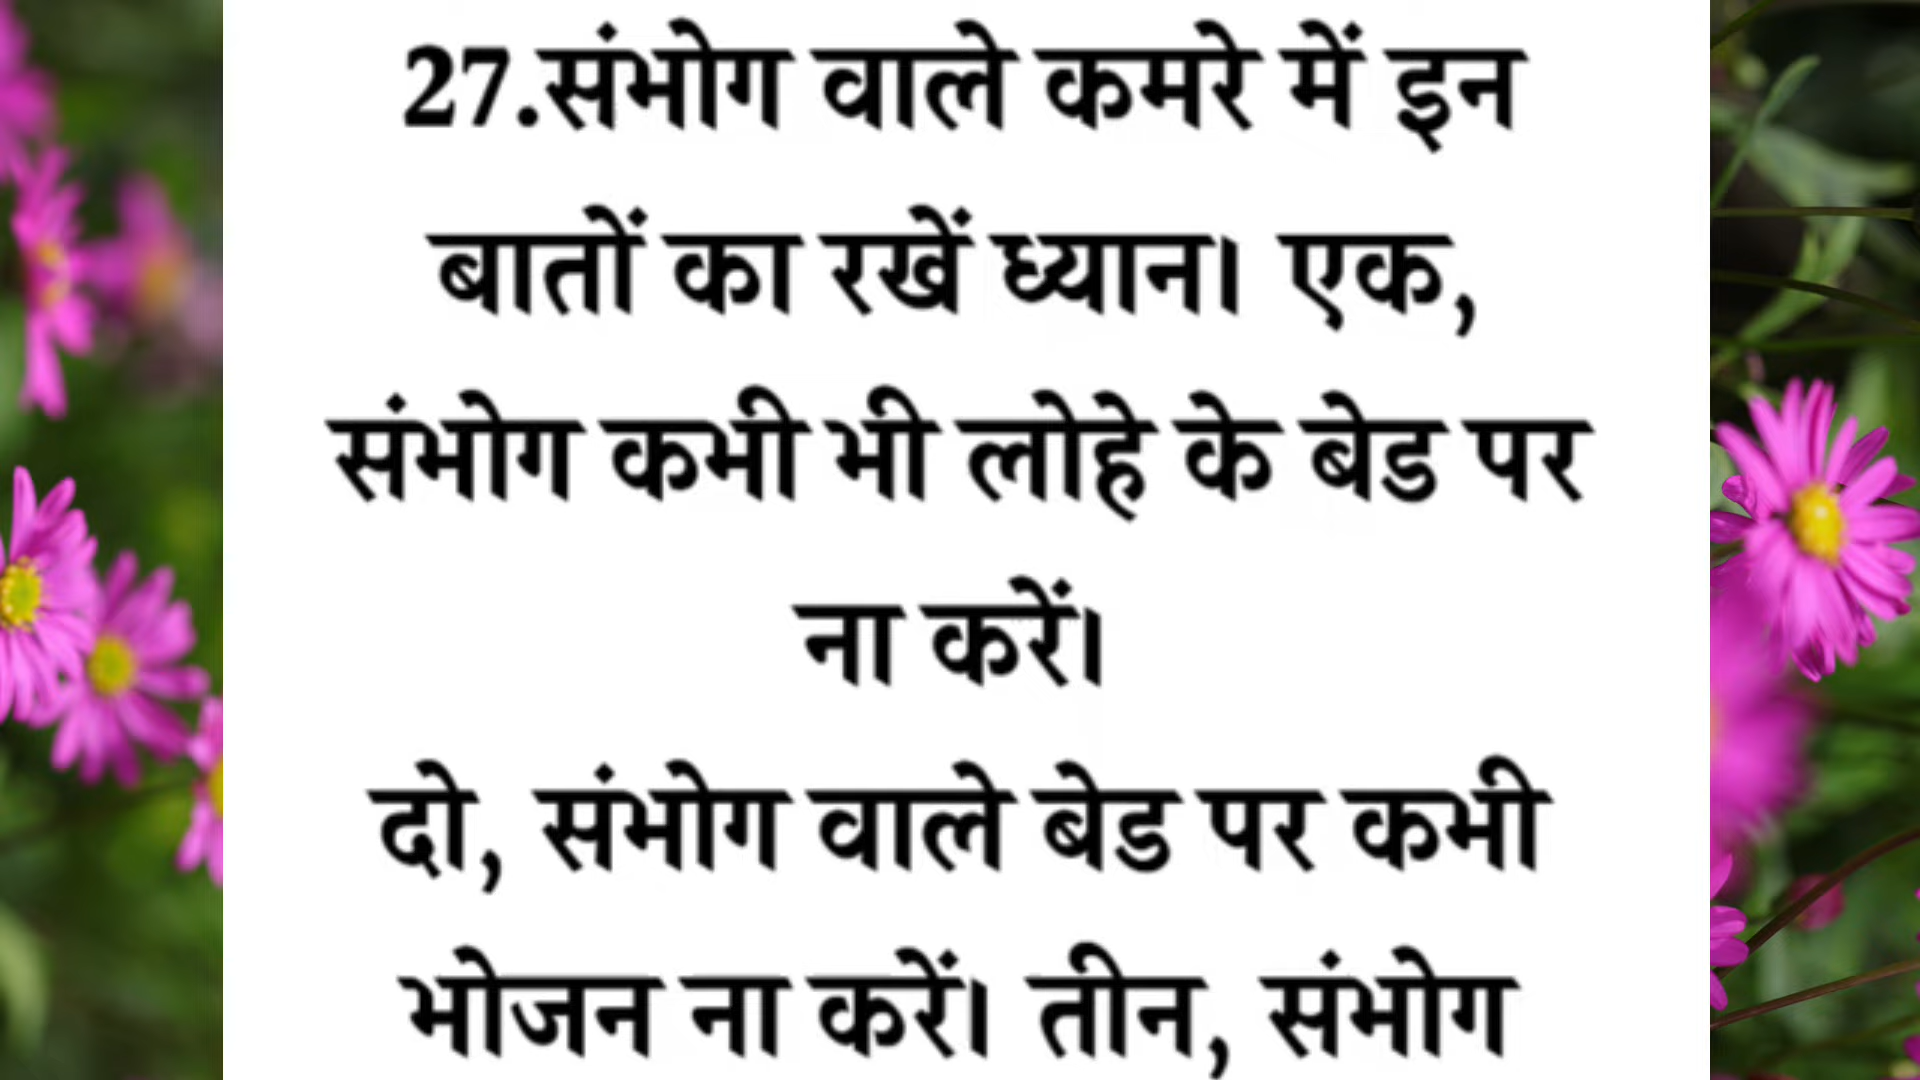 27.संभोग वाले कमरे में इन
बातों का रखें ध्यान। एक,
संभोग कभी भी लोहे के बेड पर
ना करें।
दो, संभोग वाले बेड पर कभी
भोजन ना करें। तीन, संभोग